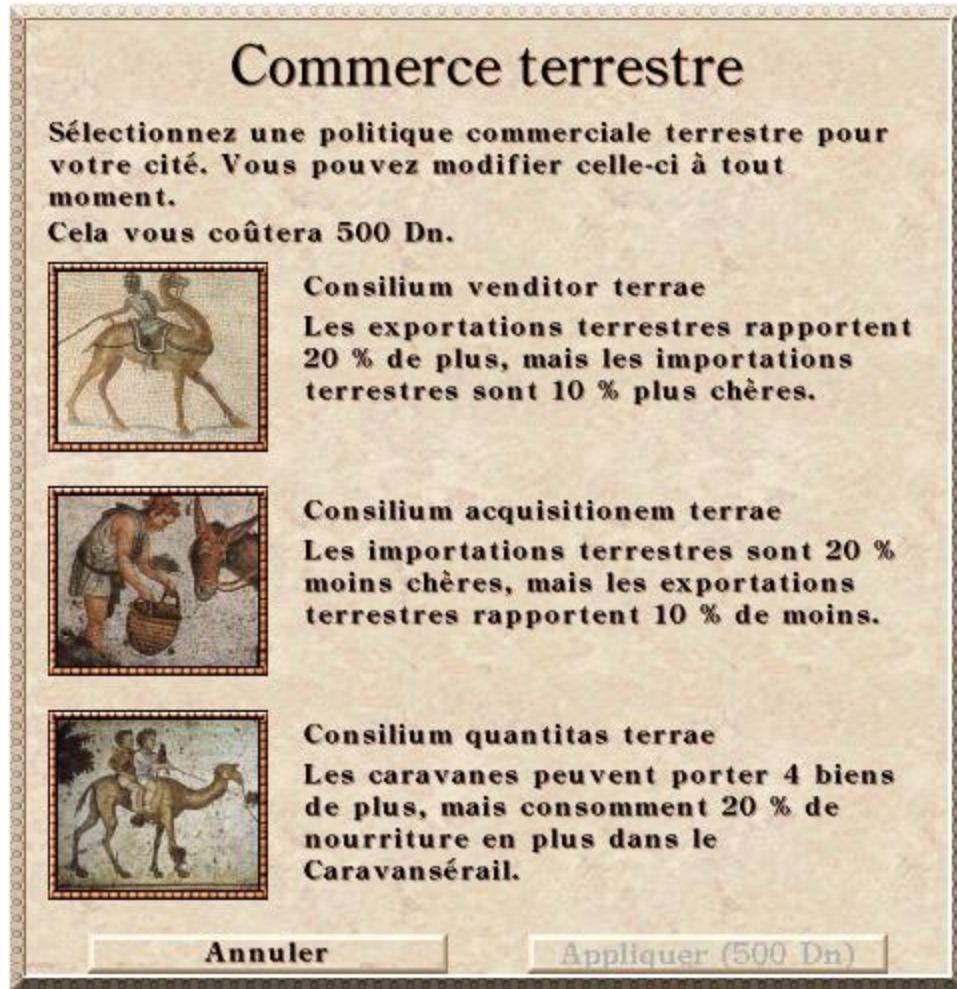 Commerce terrestre
Sélectionnez une politique commerciale terrestre pour
votre cité. Vous pouvez modifier celle-ci à tout
moment.
Cela vous coûtera 500 Dn.
Consilium venditor terrae
Les exportations terrestres rapportent
20 % de plus, mais les importations
terrestres sont 10 % plus chères.
Consilium acquisitionem terrae
Les importations terrestres sont 20 %
moins chères, mais les exportations
terrestres rapportent 10 % de moins.
Consilium quantitas terrae
Les caravanes peuvent porter 4 biens
de plus, mais consomment 20 % de
nourriture en plus dans le
Caravansérail.
Annuler
Appliquer (500 Dn)